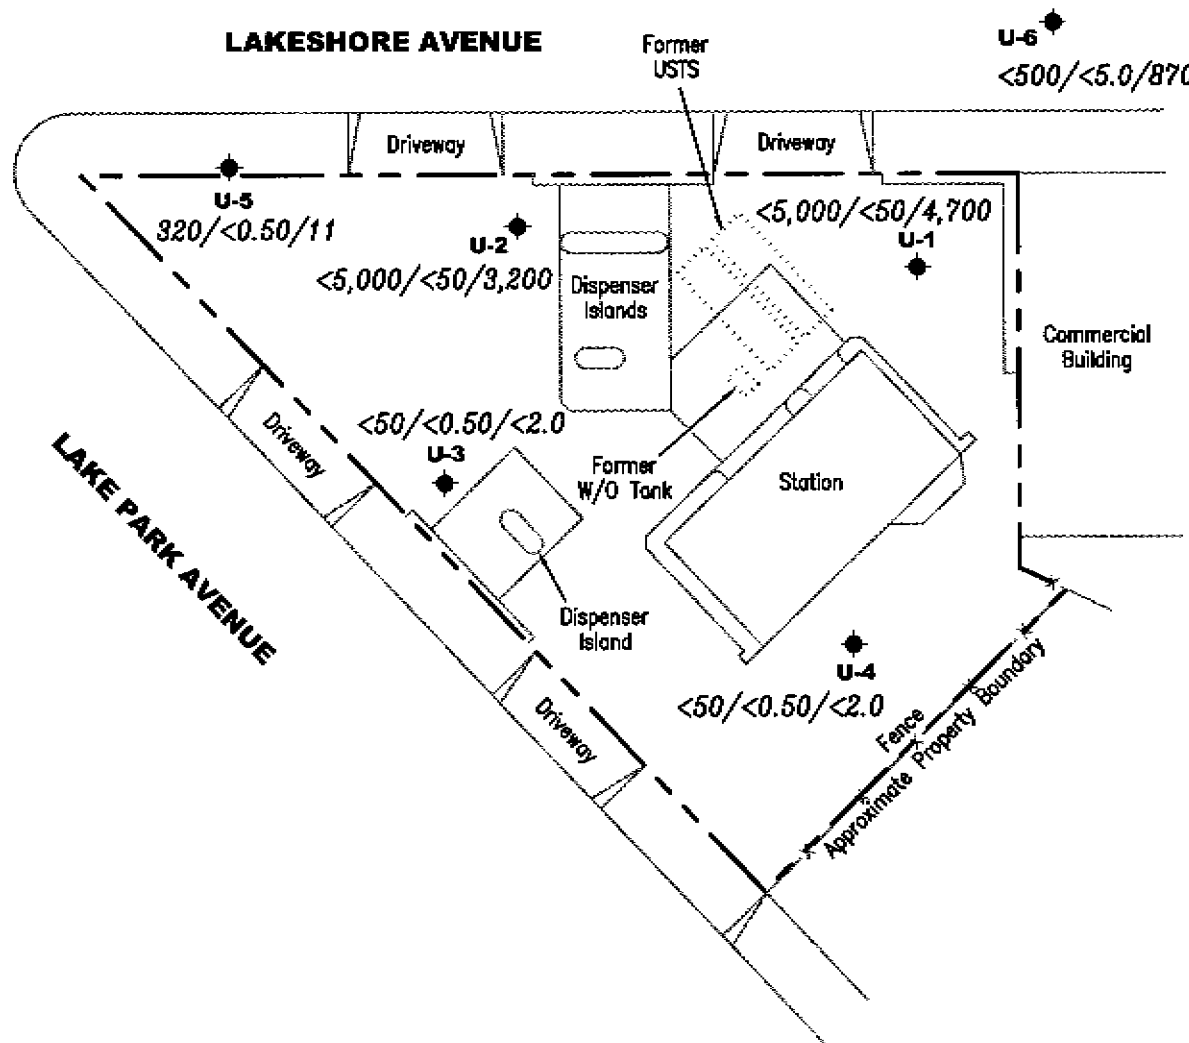 LAKESHORE AVENUE
Former
USTS
U-6
<500/<5.0/870
Driveway
Driveway
U-5
320/<0.50/11
U-2
<5,000/<50/3,200
<5,000/<50/4,700
U-1
Dispenser
Islands
Commercial
Building
Driveway
<50/<0.50/<2.0
U-3
Former
W/O Tank
Station
LAKE PARK AVENUE
Dispenser
Island
U-4
<50/<0.50/<2.0
Driveway
Fence
Approximate Property Boundary